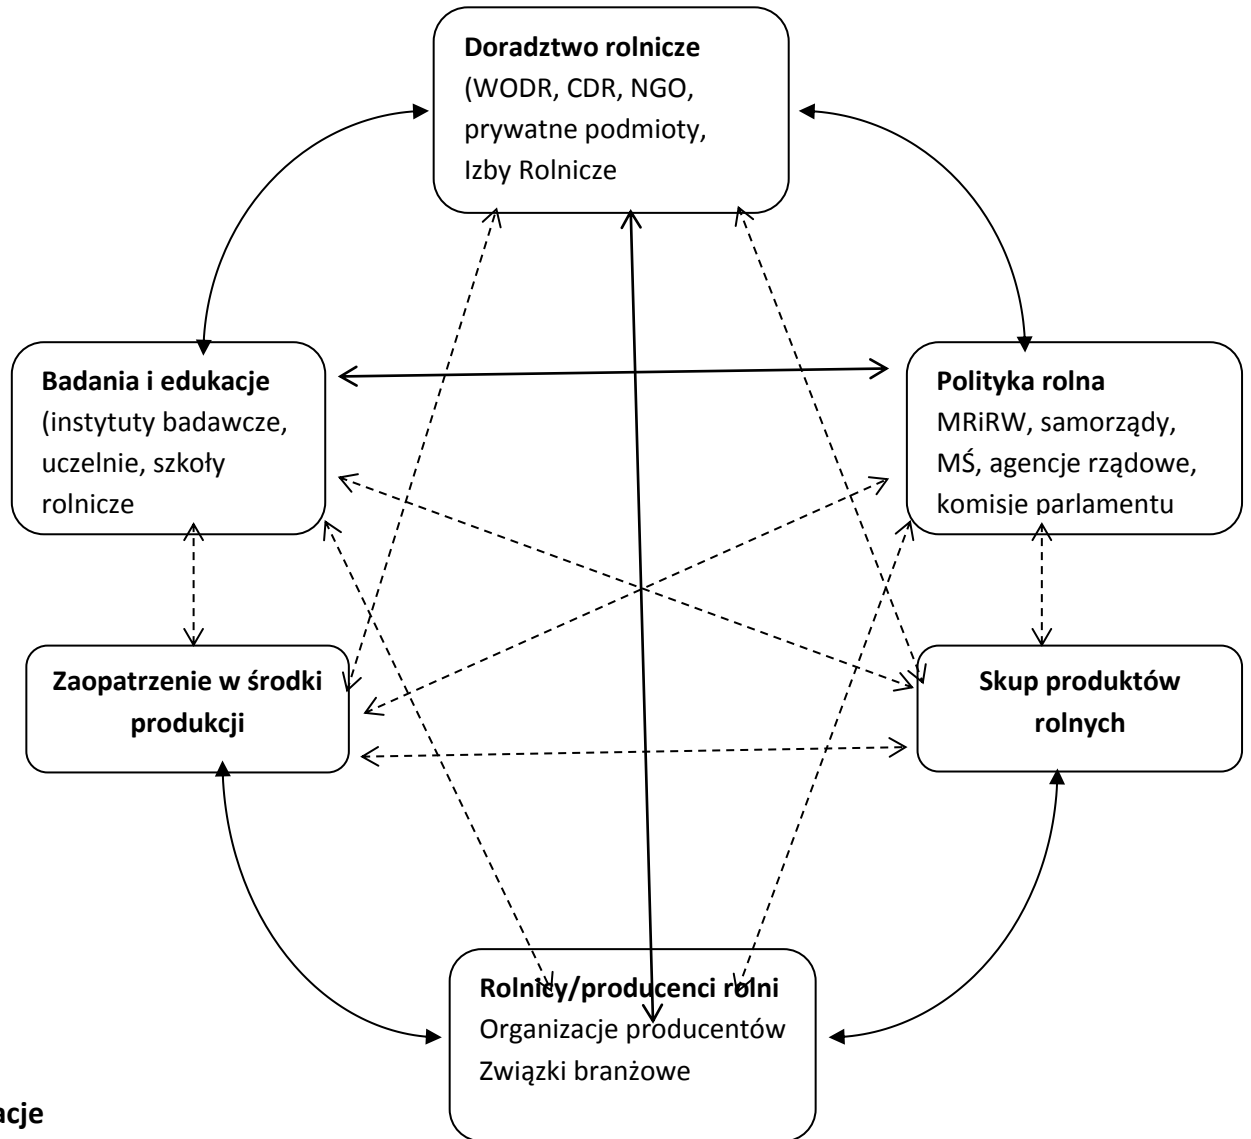 Doradztwo rolnicze
(WODR, CDR, NGO,
prywatne podmioty,
Izby Rolnicze
Badania i edukacje
(instytuty badawcze,
uczelnie, szkoły
rolnicze
Polityka rolna
MRiRW, samorządy,
MŚ, agencje rządowe,
komisje parlamentu
Zaopatrzenie w środki
produkcji
Skup produktów
rolnych
Rolnicy/producenci rolni
Organizacje producentów
Związki branżowe
acje